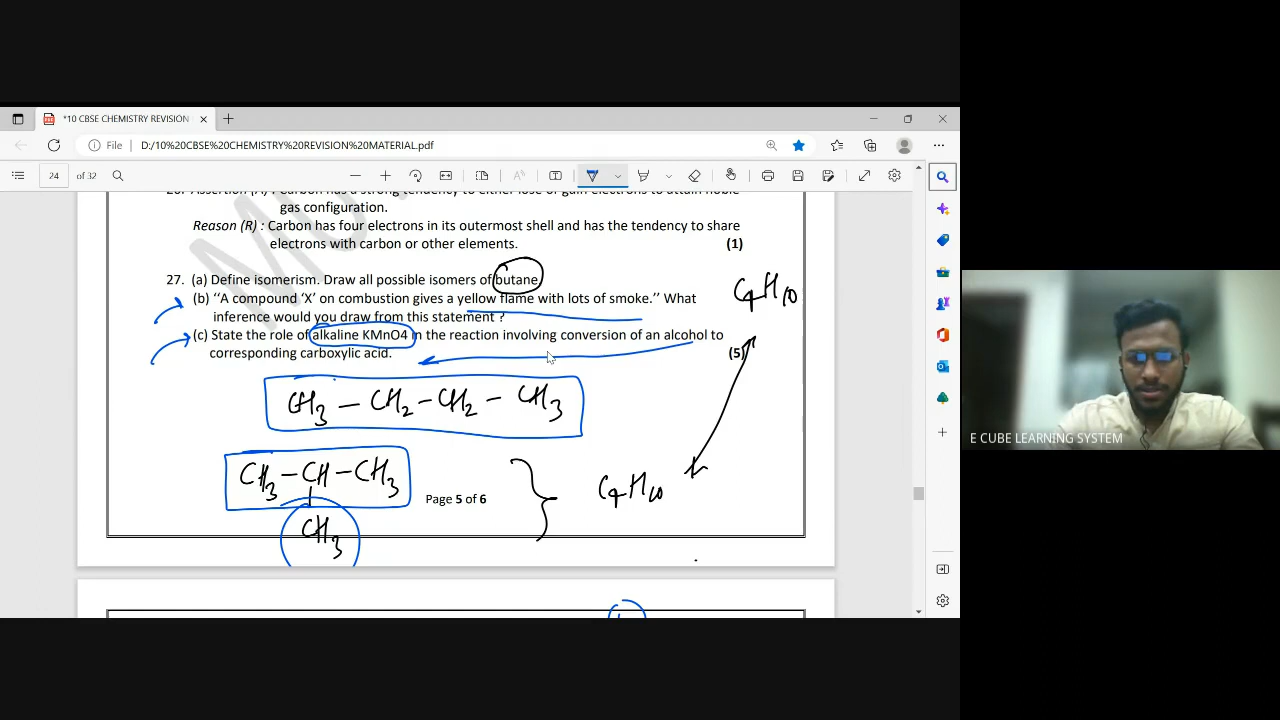 *10 CBSE CHEMISTRY REVISION
File
D:/10%20CBSE%20CHEMISTRY%20REVISION%20MATERIAL.pdf
24
of 32
gas configuration.
Reason (R) : Carbon has four electrons in its outermost shell and has the tendency to share
electrons with carbon or other elements.
(1)
27. (a) Define isomerism. Draw all possible isomers of butane
C4H10
(b) ‘‘A compound ‘X’ on combustion gives a yellow flame with lots of smoke.’’ What
inference would you draw from this statement ?
(c) State the role of alkaline KMnO4 in the reaction involving conversion of an alcohol to
corresponding carboxylic acid.
(5)
CH3 — CH2 – CH2 – CH3
CH3 – CH – CH3
C4H10
Page 5 of 6
CH3
E CUBE LEARNING SYSTEM